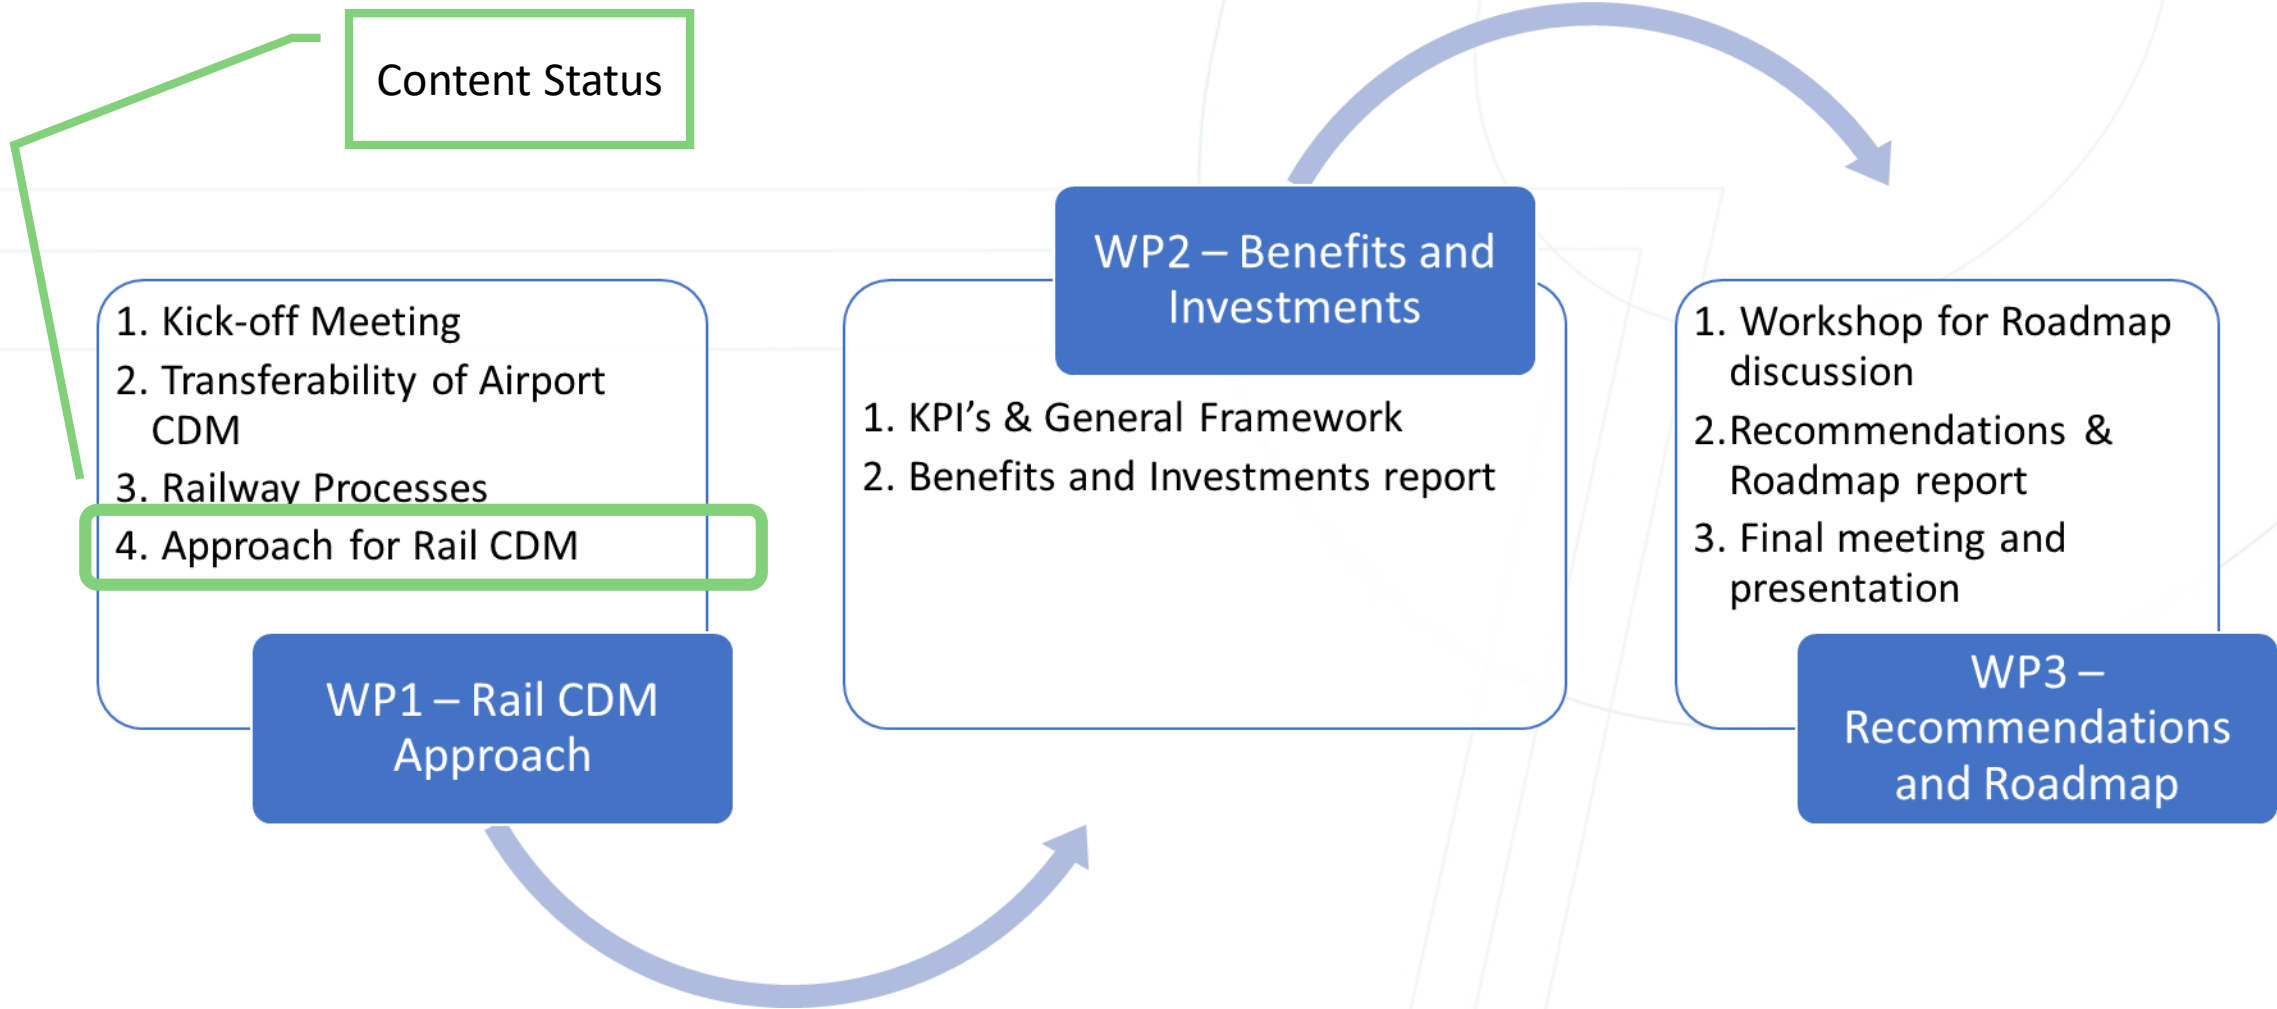 Content Status
1. Kick-off Meeting
2. Transferability of Airport
CDM
3. Railway Processes
4. Approach for Rail CDM
WP1 – Rail CDM
Approach
WP2 – Benefits and
Investments
1. KPI’s & General Framework
2. Benefits and Investments report
1. Workshop for Roadmap
discussion
2.Recommendations &
Roadmap report
3. Final meeting and
presentation
WP3 –
Recommendations
and Roadmap